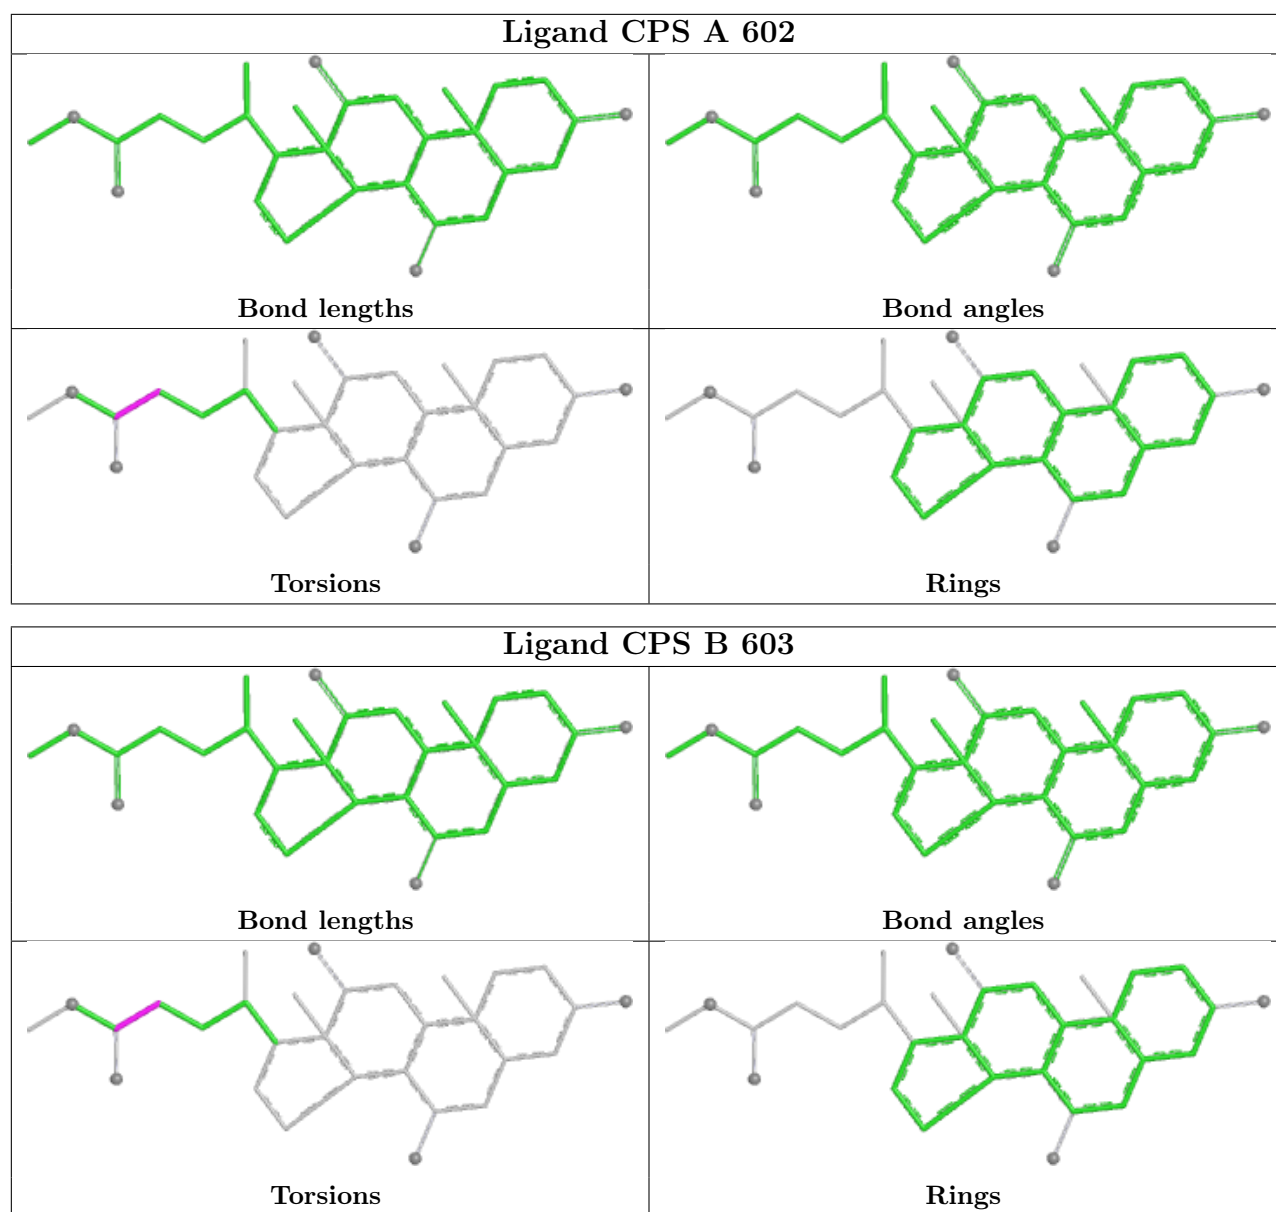 Ligand CPS A 602
Bond lengths
Bond angles
Torsions
Rings
Ligand CPS B 603
Bond lengths
Bond angles
Torsions
Rings